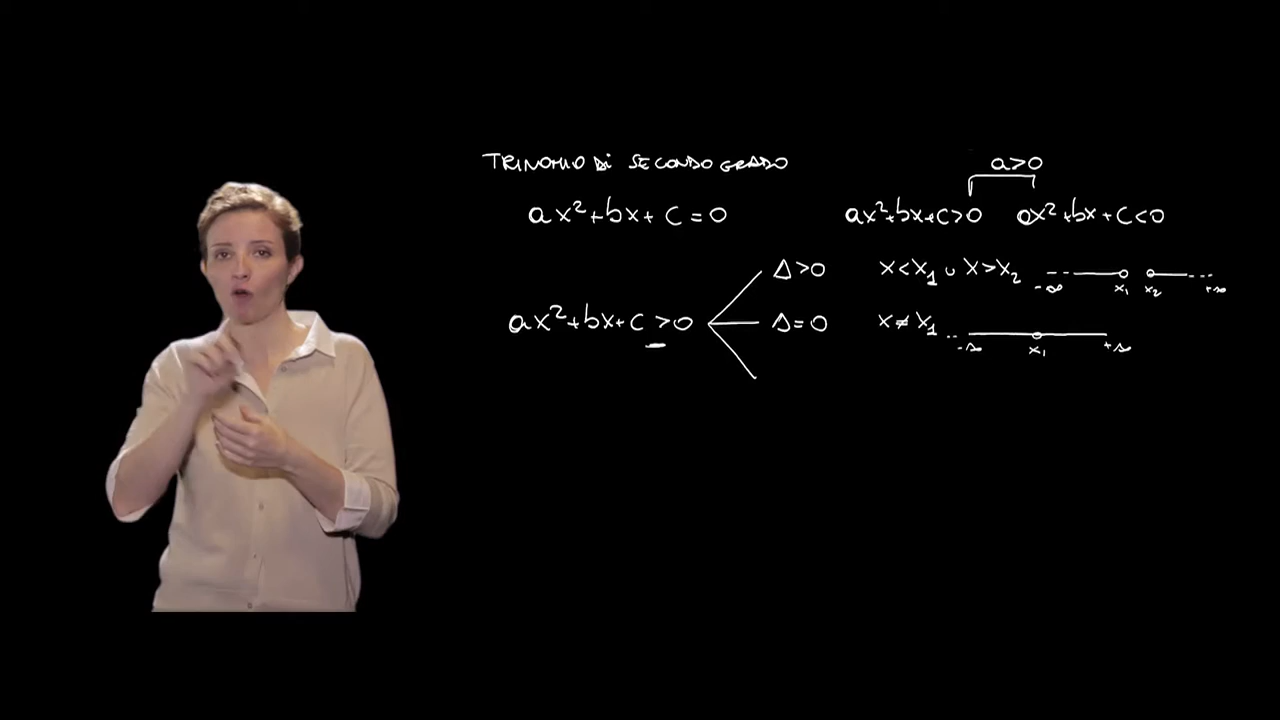 TRINOMIO DI SECONDO GRADO
a>0
ax²+bx+c=0
ax²+bx+c>0
ax²+bx+c<0
Δ>0
x<x₁ ∪ x>x₂
-∞ x₁ x₂ +∞
ax²+bx+c>0
Δ=0
x≠x₁
-∞ x₁ +∞